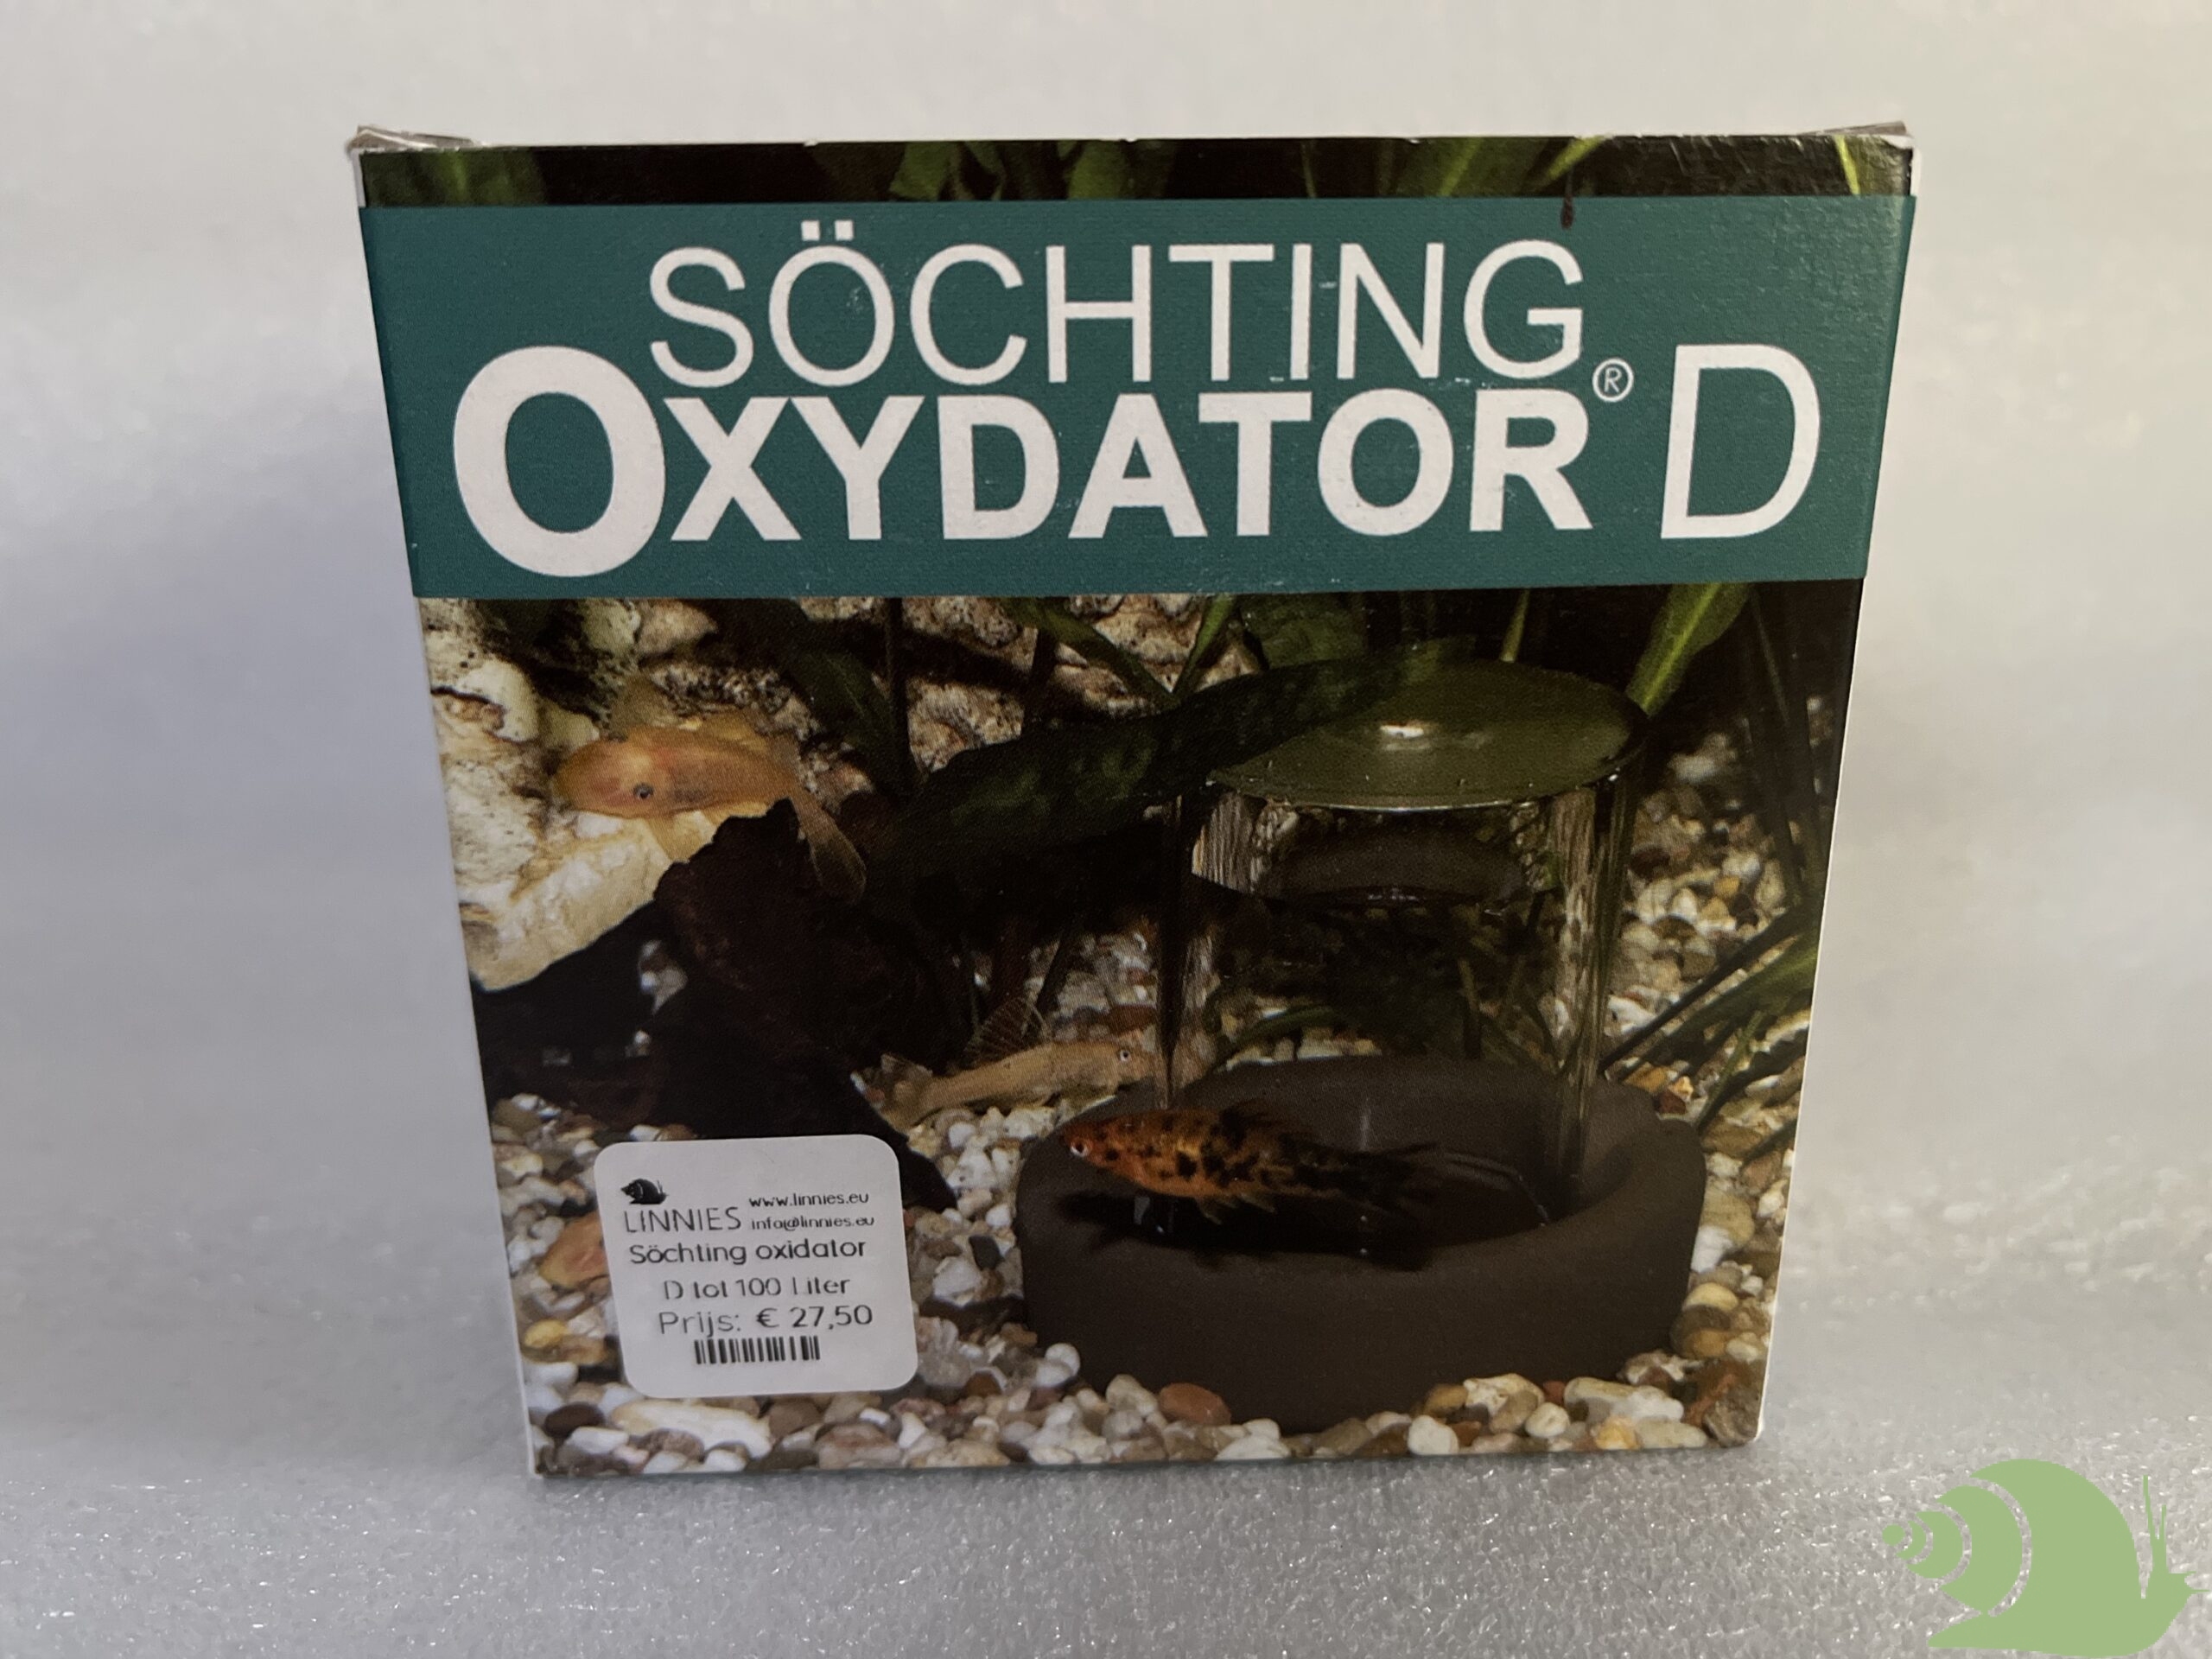 SÖCHTING
OXYDATOR® D
LINNIES www.linnies.eu
info@linnies.eu
Söchting oxidator
D tot 100 Liter
Prijs: € 27,50